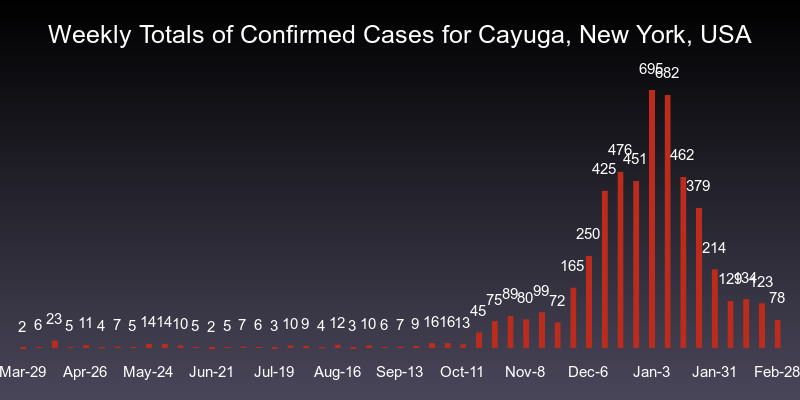 Weekly Totals of Confirmed Cases for Cayuga, New York, USA
2 6 23 5 11 4 7 5 14 14 10 5 2 5 7 6 3 10 9 4 12 3 10 6 7 9 16 16 13 45 75 89 80 99 72 165 250 425 476 451 695 682 462 379 214 129 134 123 78
Mar-29 Apr-26 May-24 Jun-21 Jul-19 Aug-16 Sep-13 Oct-11 Nov-8 Dec-6 Jan-3 Jan-31 Feb-28